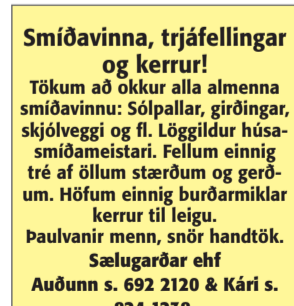 Smíðavinna, trjáfellingar
og kerrur!
Tökum að okkur alla almenna
smíðavinnu: Sólpallar, girðingar,
skjólveggi og fl. Löggildur húsa-
smíðameistari. Fellum einnig
tré af öllum stærðum og gerð-
um. Höfum einnig burðarmiklar
kerrur til leigu.
Þaulvanir menn, snör handtök.
Sælugarðar ehf
Auðunn s. 692 2120 & Kári s.